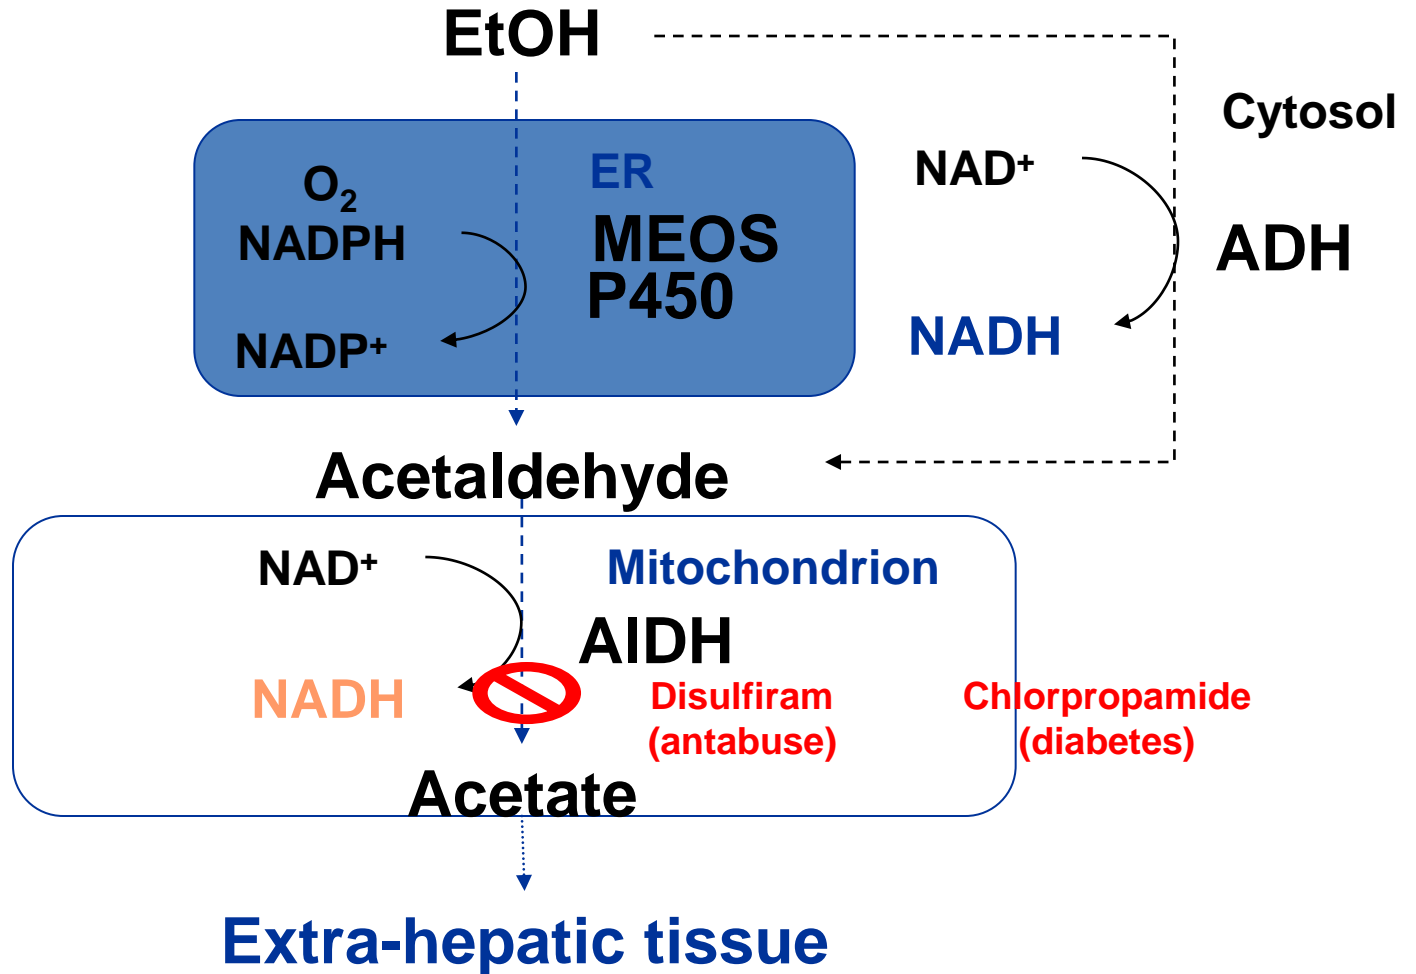 EtOH
Cytosol
O₂
NADPH
NADP⁺
ER
MEOS
P450
NAD⁺
NADH
ADH
Acetaldehyde
NAD⁺
NADH
Mitochondrion
AlDH
Disulfiram
(antabuse)
Chlorpropamide
(diabetes)
Acetate
Extra-hepatic tissue